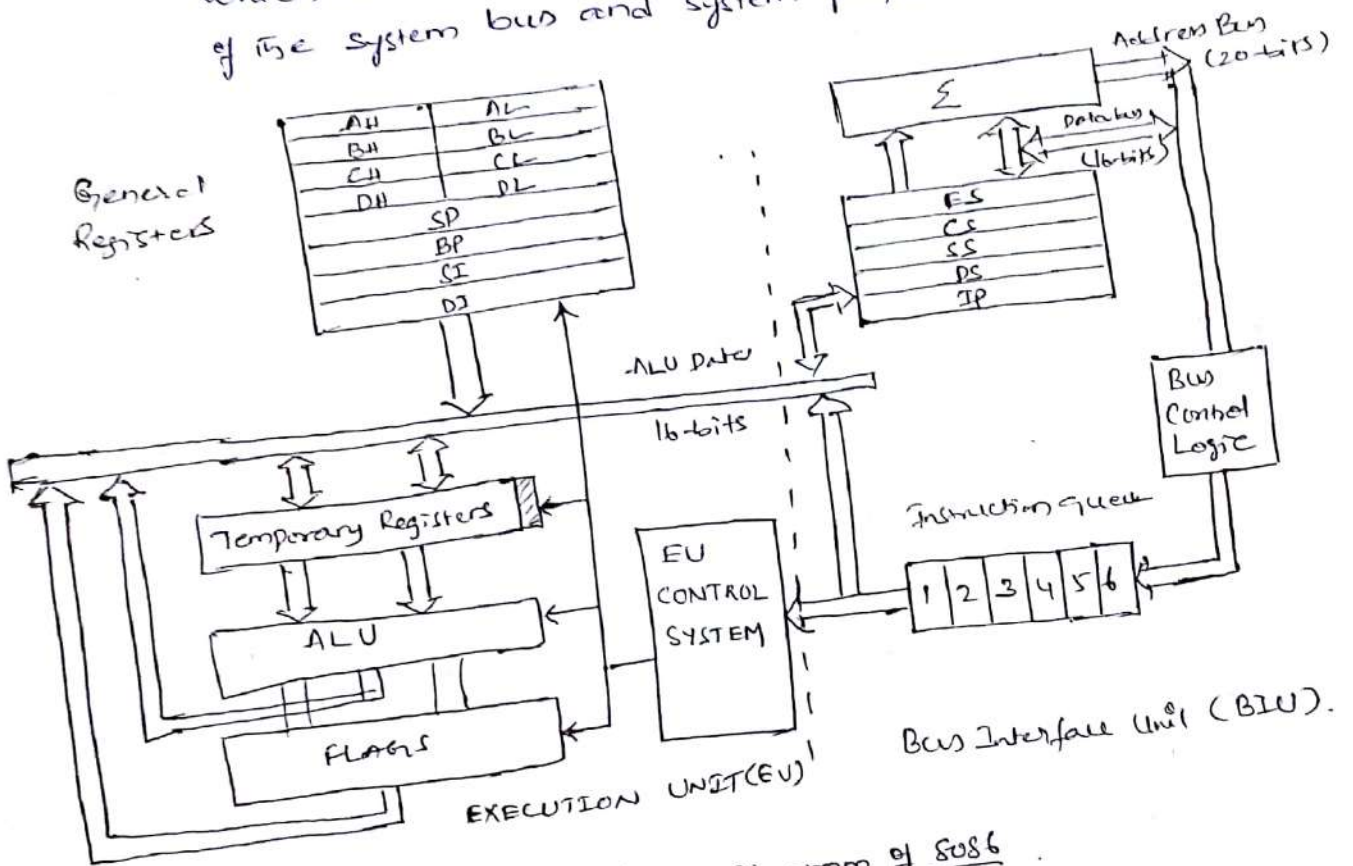 of the system bus and system
Address Bus
(20-bits)
Σ
Data bus
(16-bits)
General
Registers
AH AL
BH BL
CH CL
DH DL
SP
BP
SI
DI
ES
CS
SS
DS
IP
ALU Data
16-bits
Bus
Control
Logic
Temporary Registers
Instruction Queue
1 2 3 4 5 6
EU
CONTROL
SYSTEM
ALU
FLAGS
EXECUTION UNIT(EU)
Bus Interface Unit (BIU).
of 8086